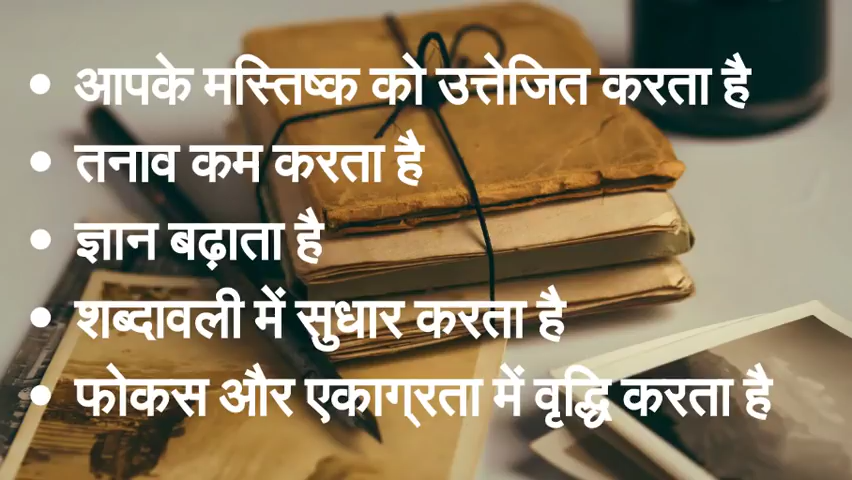 • आपके मस्तिष्क को उत्तेजित करता है
• तनाव कम करता है
• ज्ञान बढ़ाता है
• शब्दावली में सुधार करता है
• फोकस और एकाग्रता में वृद्धि करता है